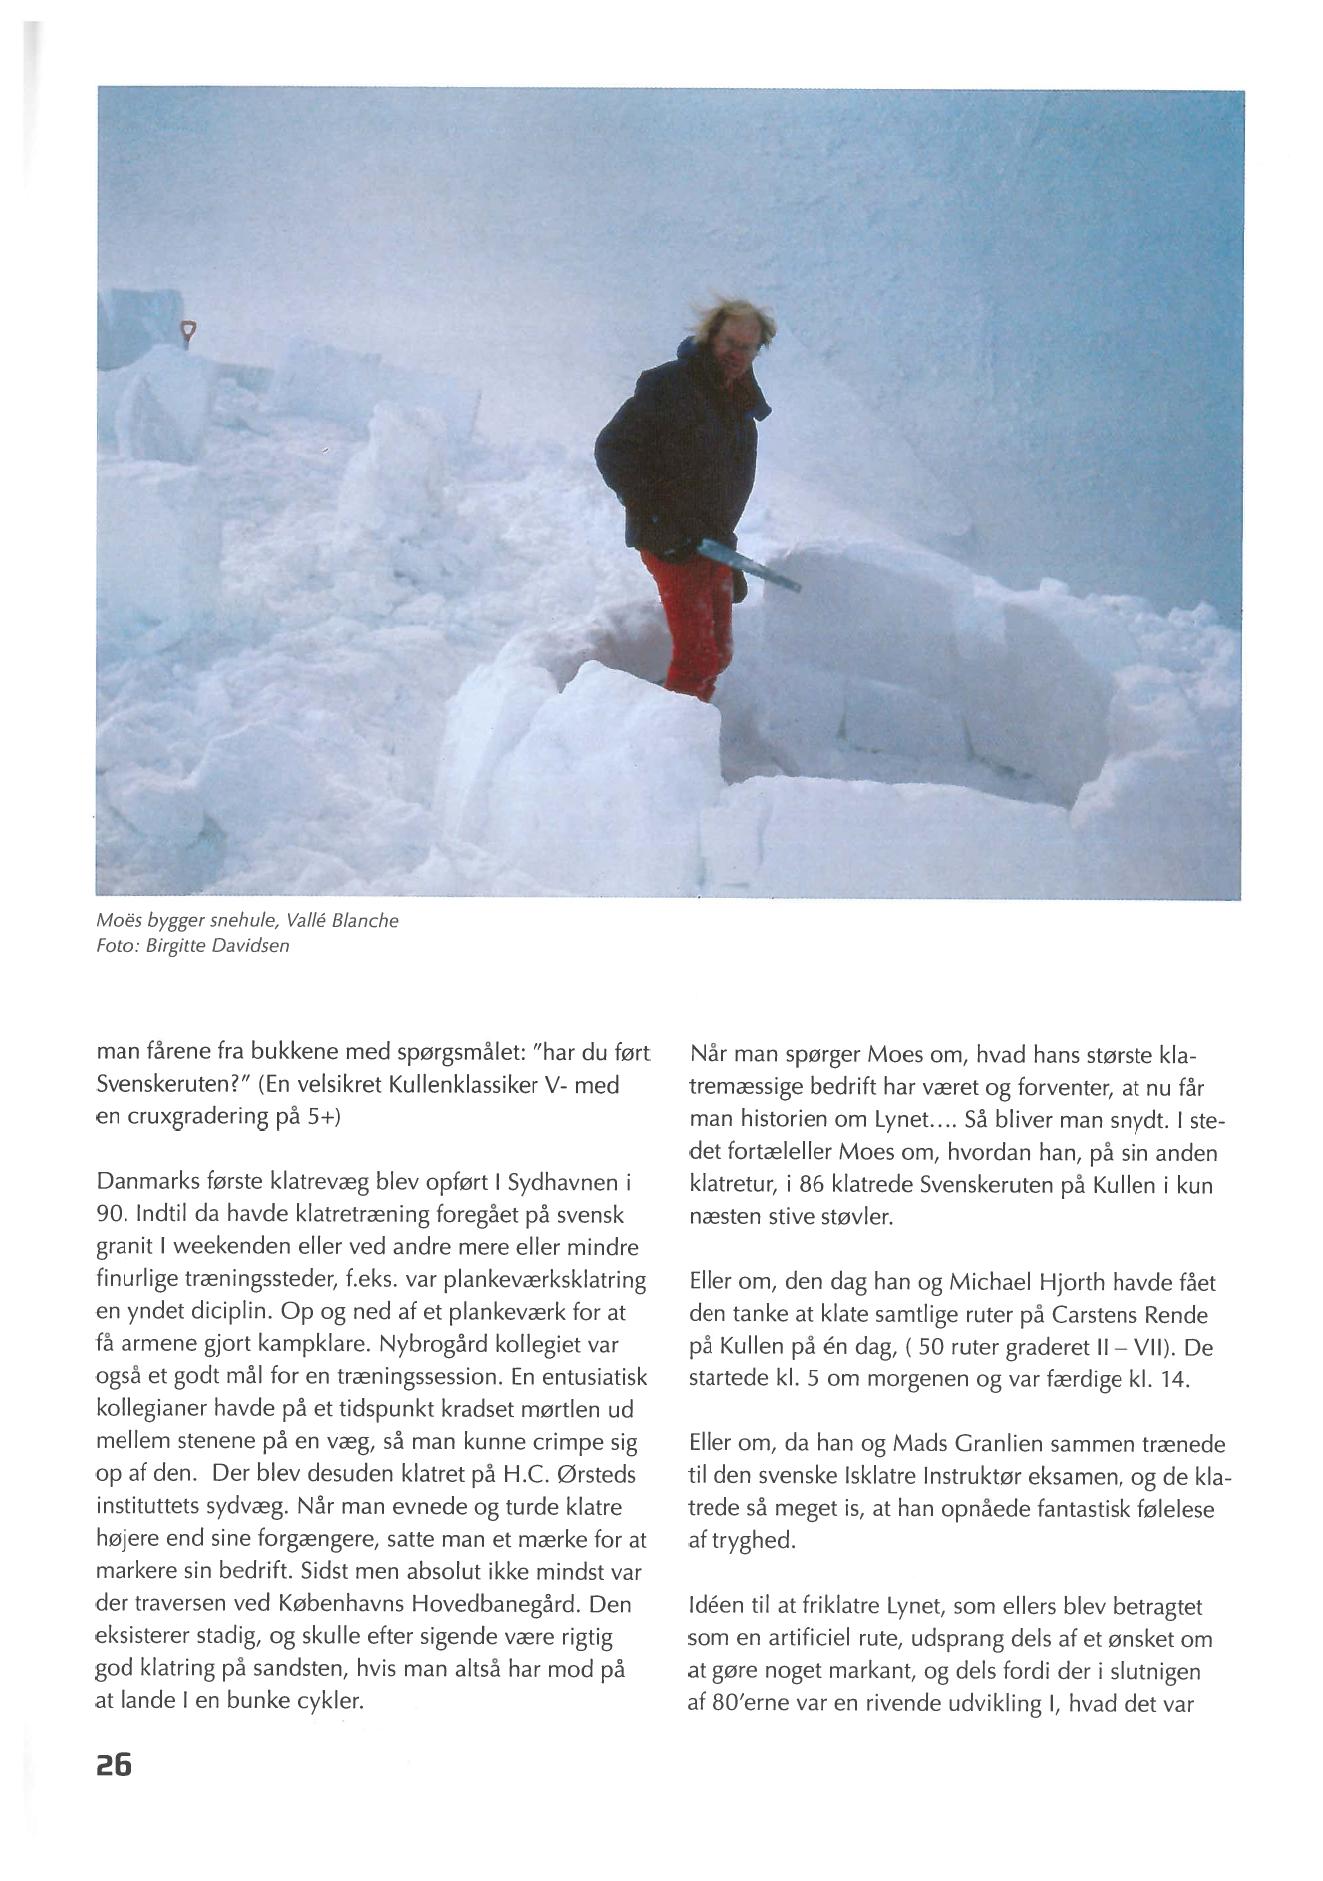 Moës bygger snehule, Vallé Blanche
Foto: Birgitte Davidsen
man fårene fra bukkene med spørgsmålet: "har du ført
Svenskeruten?" (En velsikret Kullenklassiker V- med
en cruxgradering på 5+)
Danmarks første klatrevæg blev opført I Sydhavnen i
90. Indtil da havde klatretræning foregået på svensk
granit I weekenden eller ved andre mere eller mindre
finurlige træningssteder, f.eks. var plankeværksklatring
en yndet diciplin. Op og ned af et plankeværk for at
få armene gjort kampklare. Nybrogård kollegiet var
også et godt mål for en træningssession. En entusiatisk
kollegianer havde på et tidspunkt kradset mørtlen ud
mellem stenene på en væg, så man kunne crimpe sig
op af den. Der blev desuden klatret på H.C. Ørsteds
instituttets sydvæg. Når man evnede og turde klatre
højere end sine forgængere, satte man et mærke for at
markere sin bedrift. Sidst men absolut ikke mindst var
der traversen ved Københavns Hovedbanegård. Den
eksisterer stadig, og skulle efter sigende være rigtig
god klatring på sandsten, hvis man altså har mod på
at lande I en bunke cykler.
Når man spørger Moes om, hvad hans største kla-
tremæssige bedrift har været og forventer, at nu får
man historien om Lynet.... Så bliver man snydt. I ste-
det fortæleller Moes om, hvordan han, på sin anden
klatretur, i 86 klatrede Svenskeruten på Kullen i kun
næsten stive støvler.
Eller om, den dag han og Michael Hjorth havde fået
den tanke at klate samtlige ruter på Carstens Rende
på Kullen på én dag, ( 50 ruter graderet II – VII). De
startede kl. 5 om morgenen og var færdige kl. 14.
Eller om, da han og Mads Granlien sammen trænede
til den svenske Isklatre Instruktør eksamen, og de kla-
trede så meget is, at han opnåede fantastisk følelese
af tryghed.
Idéen til at friklatre Lynet, som ellers blev betragtet
som en artificiel rute, udsprang dels af et ønsket om
at gøre noget markant, og dels fordi der i slutnigen
af 80'erne var en rivende udvikling I, hvad det var
26